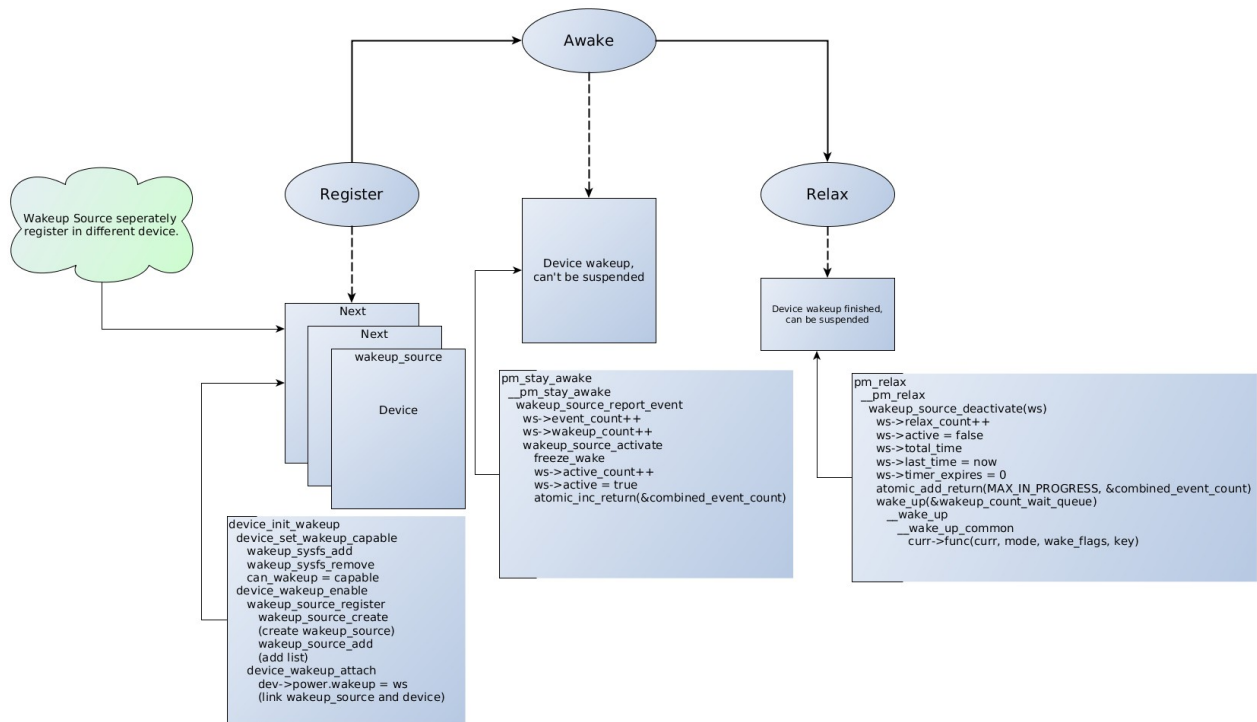 Awake
Register
Relax
Wakeup Source seperately
register in different device.
Device wakeup,
can't be suspended
Device wakeup finished,
can be suspended
Next
Next
wakeup_source
Device
pm_stay_awake
__pm_stay_awake
wakeup_source_report_event
ws->event_count++
ws->wakeup_count++
wakeup_source_activate
freeze_wake
ws->active_count++
ws->active = true
atomic_inc_return(&combined_event_count)
pm_relax
__pm_relax
wakeup_source_deactivate(ws)
ws->relax_count++
ws->active = false
ws->total_time
ws->last_time = now
ws->timer_expires = 0
atomic_add_return(MAX_IN_PROGRESS, &combined_event_count)
wake_up(&wakeup_count_wait_queue)
__wake_up
__wake_up_common
curr->func(curr, mode, wake_flags, key)
device_init_wakeup
device_set_wakeup_capable
wakeup_sysfs_add
wakeup_sysfs_remove
can_wakeup = capable
device_wakeup_enable
wakeup_source_register
wakeup_source_create
(create wakeup_source)
wakeup_source_add
(add list)
device_wakeup_attach
dev->power.wakeup = ws
(link wakeup_source and device)